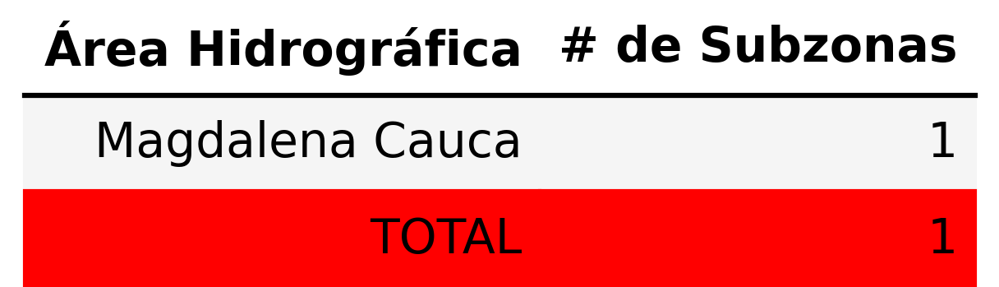 Área Hidrográfica # de Subzonas
Magdalena Cauca 1
TOTAL 1